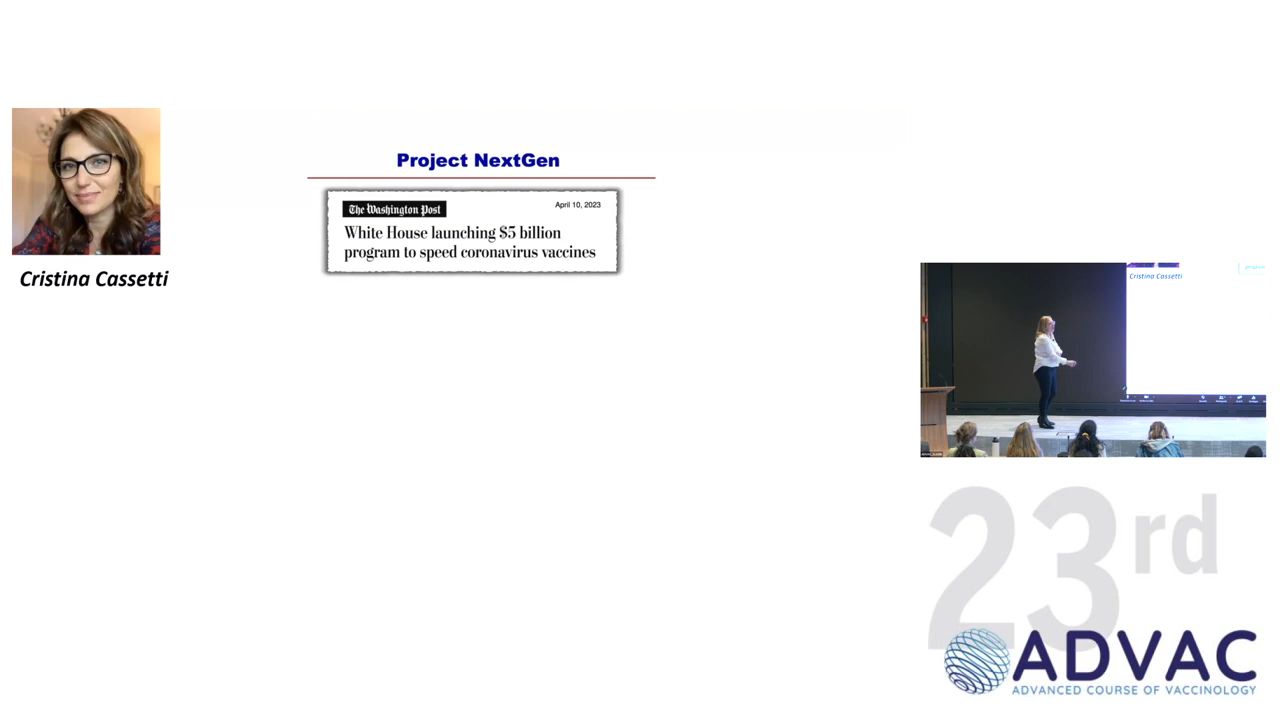 Project NextGen
The Washington Post
April 10, 2023
White House launching $5 billion
program to speed coronavirus vaccines
Cristina Cassetti
Cristina Cassetti
23rd
ADVAC
ADVANCED COURSE OF VACCINOLOGY